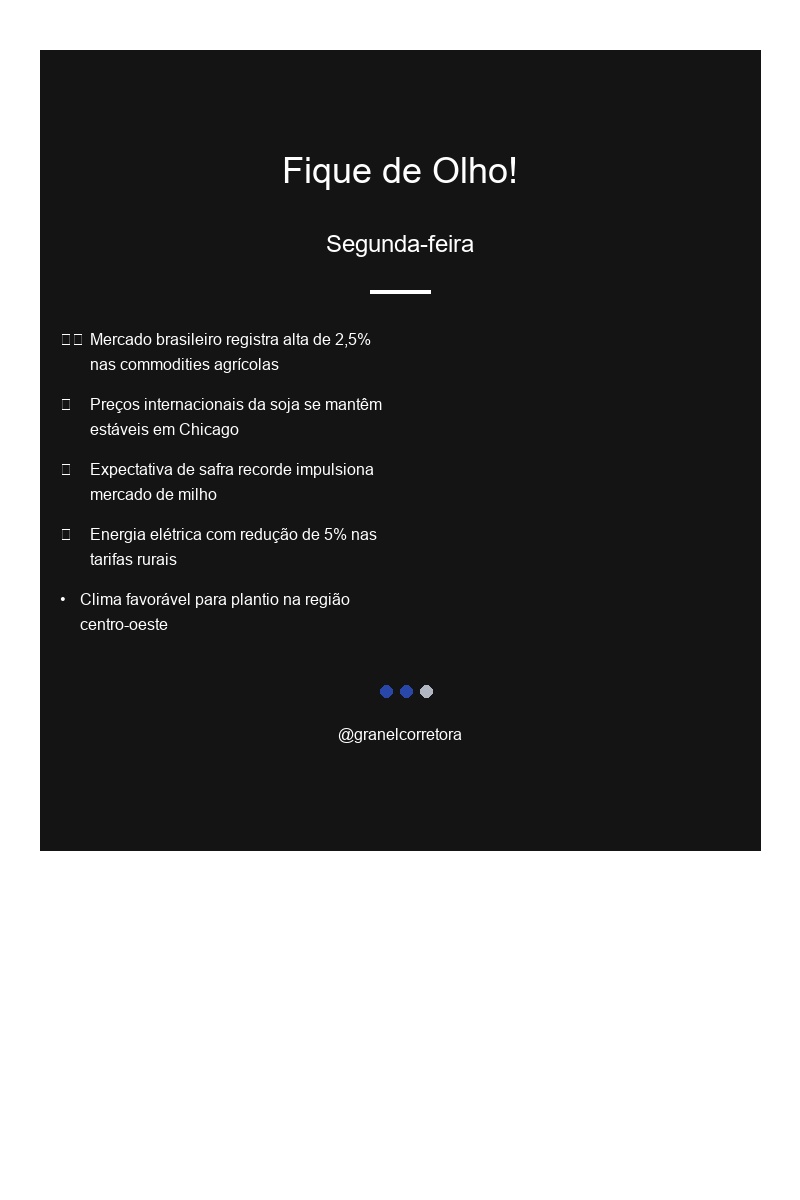 Fique de Olho!
Segunda-feira
□□ Mercado brasileiro registra alta de 2,5%
nas commodities agrícolas
□ Preços internacionais da soja se mantêm
estáveis em Chicago
□ Expectativa de safra recorde impulsiona
mercado de milho
□ Energia elétrica com redução de 5% nas
tarifas rurais
• Clima favorável para plantio na região
centro-oeste
@granelcorretora